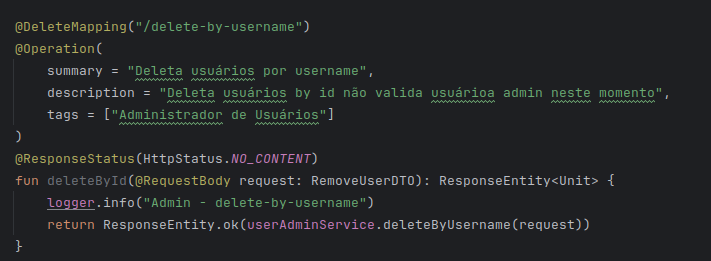 @DeleteMapping("/delete-by-username")
@Operation(
    summary = "Deleta usuários por username",
    description = "Deleta usuários by id não valida usuárioa admin neste momento",
    tags = ["Administrador de Usuários"]
)
@ResponseStatus(HttpStatus.NO_CONTENT)
fun deleteById(@RequestBody request: RemoveUserDTO): ResponseEntity<Unit> {
    logger.info("Admin - delete-by-username")
    return ResponseEntity.ok(userAdminService.deleteByUsername(request))
}